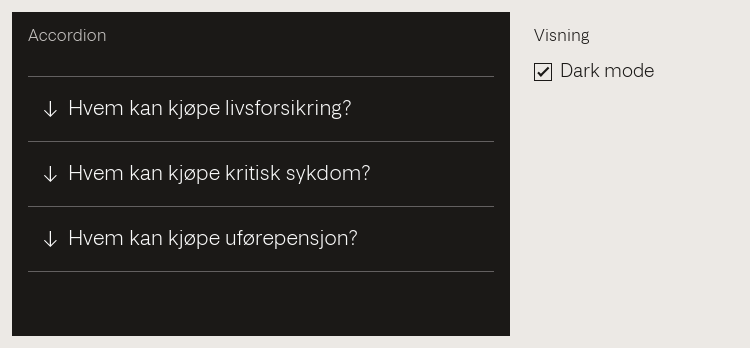 Accordion
Hvem kan kjøpe livsforsikring?
Hvem kan kjøpe kritisk sykdom?
Hvem kan kjøpe uførepensjon?
Visning
Dark mode